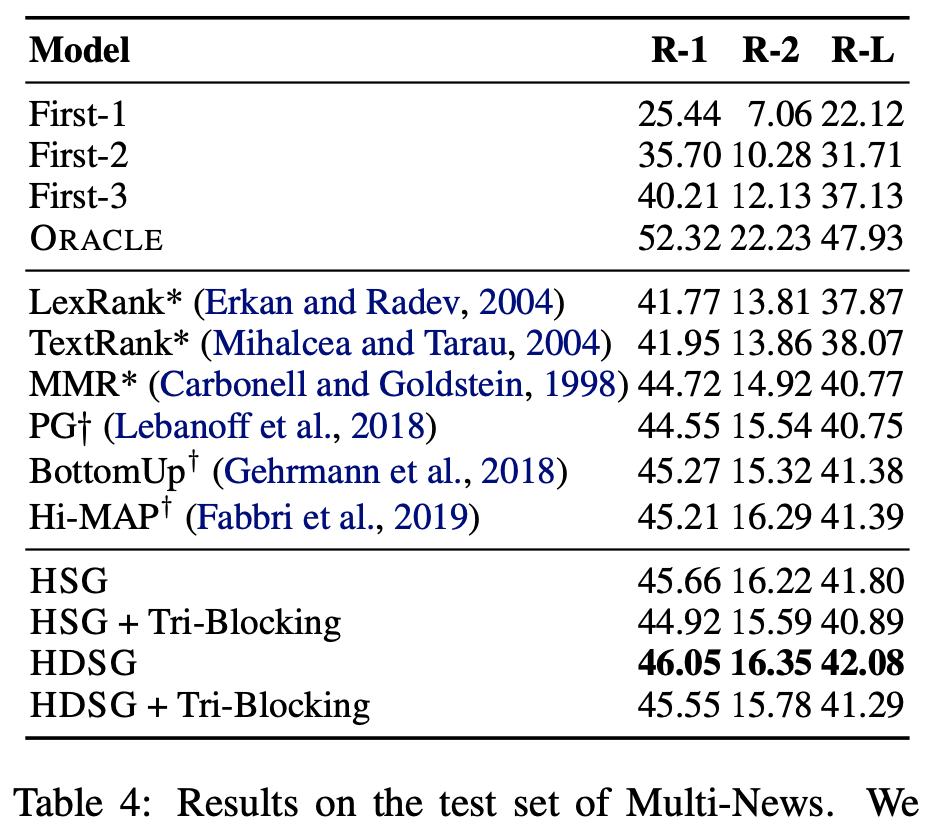 Model R-1 R-2 R-L
First-1 25.44 7.06 22.12
First-2 35.70 10.28 31.71
First-3 40.21 12.13 37.13
ORACLE 52.32 22.23 47.93
LexRank* (Erkan and Radev, 2004) 41.77 13.81 37.87
TextRank* (Mihalcea and Tarau, 2004) 41.95 13.86 38.07
MMR* (Carbonell and Goldstein, 1998) 44.72 14.92 40.77
PG† (Lebanoff et al., 2018) 44.55 15.54 40.75
BottomUp† (Gehrmann et al., 2018) 45.27 15.32 41.38
Hi-MAP† (Fabbri et al., 2019) 45.21 16.29 41.39
HSG 45.66 16.22 41.80
HSG + Tri-Blocking 44.92 15.59 40.89
HDSG 46.05 16.35 42.08
HDSG + Tri-Blocking 45.55 15.78 41.29
Table 4: Results on the test set of Multi-News. We